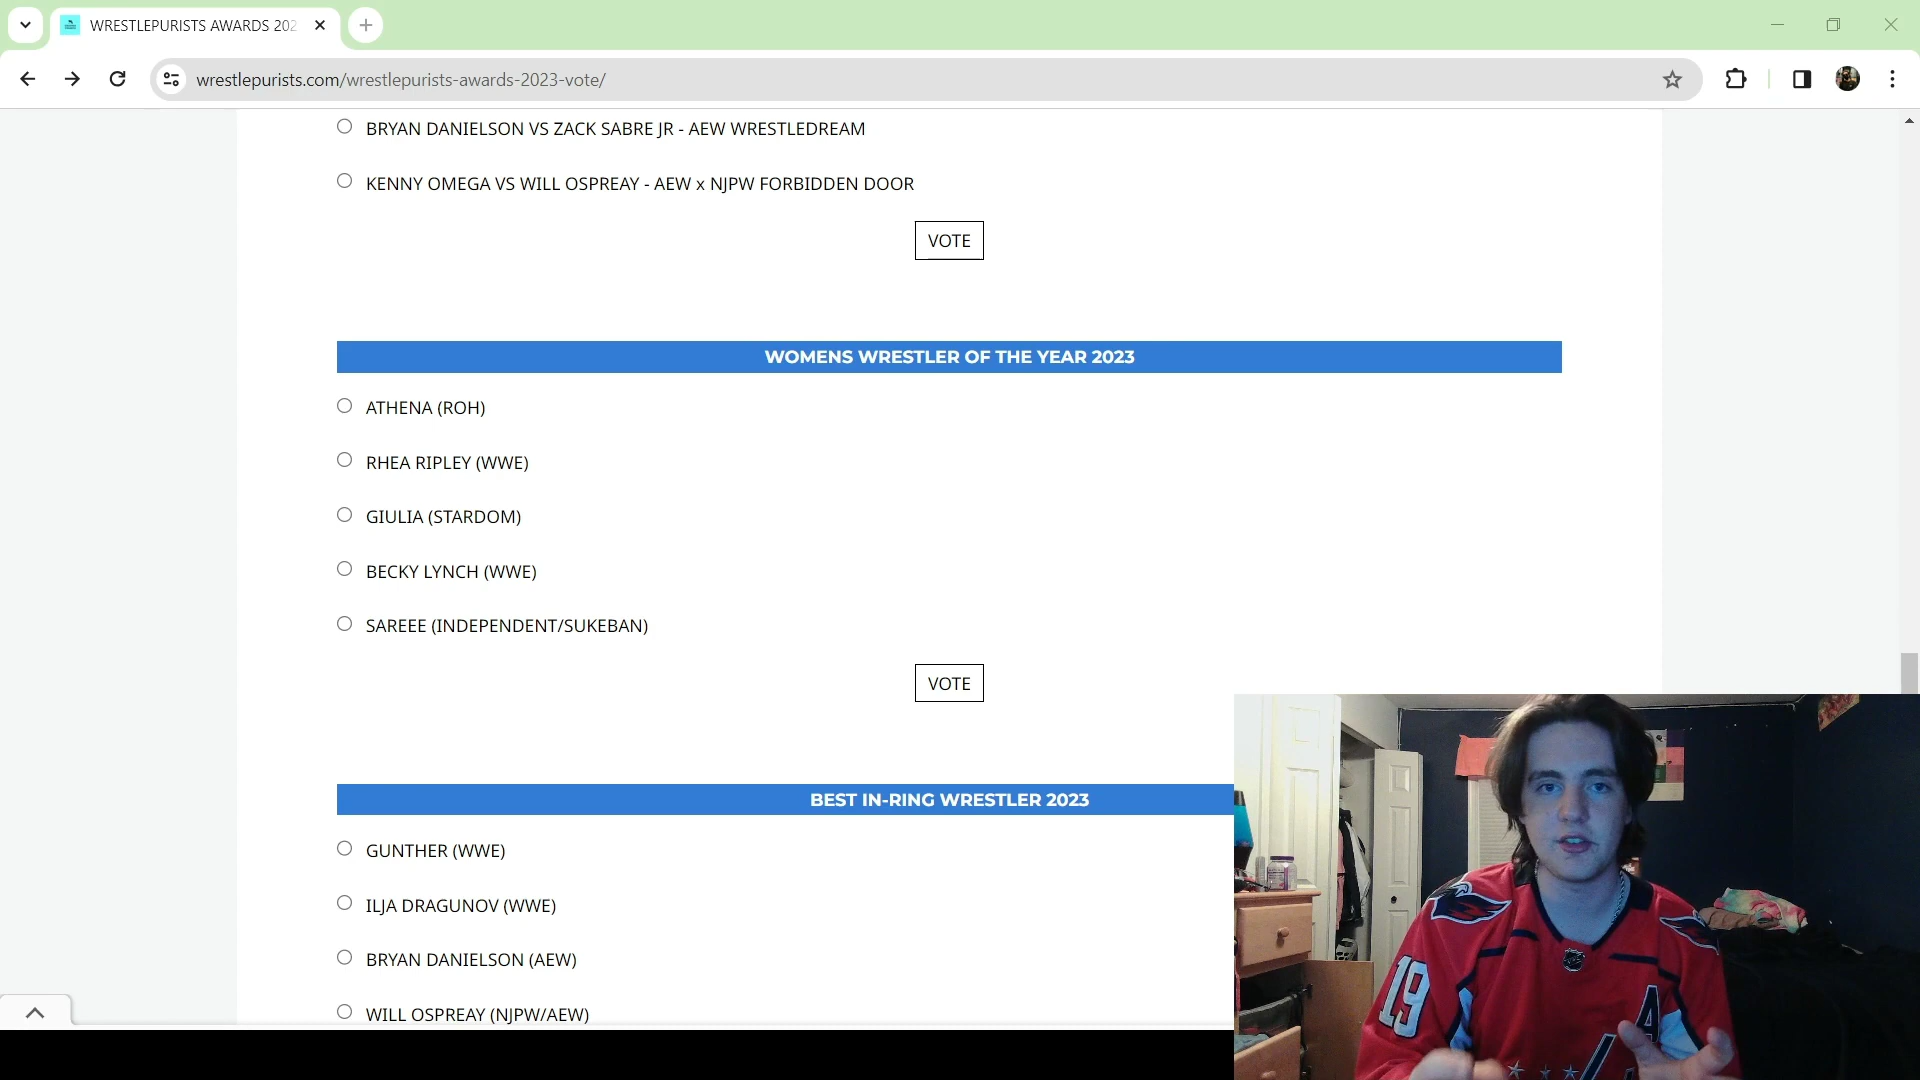 WRESTLEPURISTS AWARDS 202
wrestlepurists.com/wrestlepurists-awards-2023-vote/
BRYAN DANIELSON VS ZACK SABRE JR - AEW WRESTLEDREAM
KENNY OMEGA VS WILL OSPREAY - AEW x NJPW FORBIDDEN DOOR
VOTE
WOMENS WRESTLER OF THE YEAR 2023
ATHENA (ROH)
RHEA RIPLEY (WWE)
GIULIA (STARDOM)
BECKY LYNCH (WWE)
SAREEE (INDEPENDENT/SUKEBAN)
VOTE
BEST IN-RING WRESTLER 2023
GUNTHER (WWE)
ILJA DRAGUNOV (WWE)
BRYAN DANIELSON (AEW)
WILL OSPREAY (NJPW/AEW)
19
A